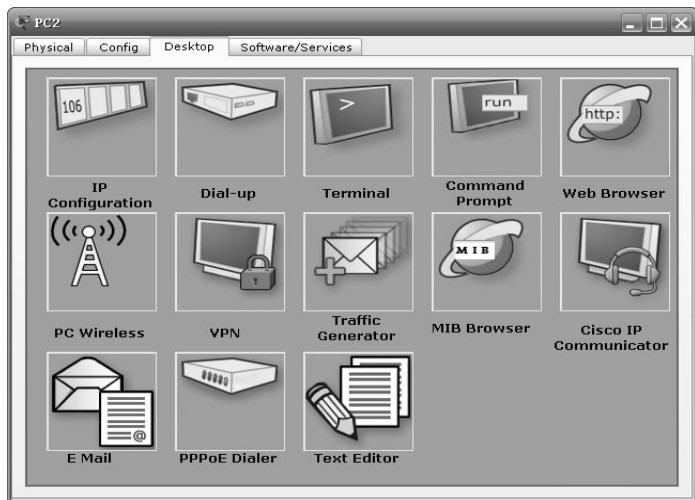 PC2
Physical Config Desktop Software/Services
106
>
run
http:
IP
Configuration
Dial-up
Terminal
Command
Prompt
Web Browser
MIB
PC Wireless
VPN
Traffic
Generator
MIB Browser
Cisco IP
Communicator
@
E Mail
PPPoE Dialer
Text Editor